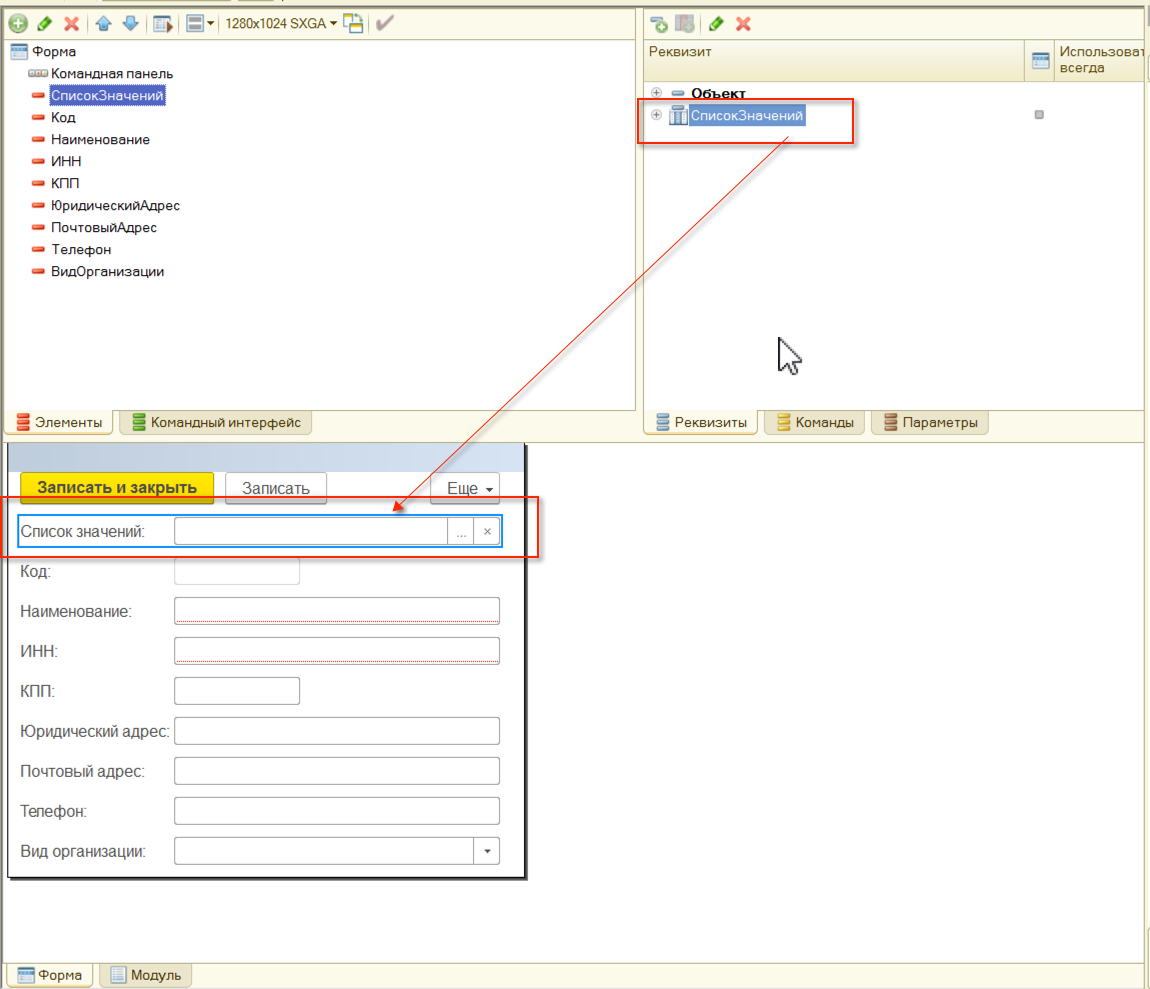 1280x1024 SXGA
Форма
Командная панель
СписокЗначений
Код
Наименование
ИНН
КПП
ЮридическийАдрес
ПочтовыйАдрес
Телефон
ВидОрганизации
Элементы
Командный интерфейс
Реквизит
Использоват
всегда
Объект
СписокЗначений
Реквизиты
Команды
Параметры
Записать и закрыть
Записать
Еще
Список значений:
...
×
Код:
Наименование:
ИНН:
КПП:
Юридический адрес:
Почтовый адрес:
Телефон:
Вид организации:
Форма
Модуль